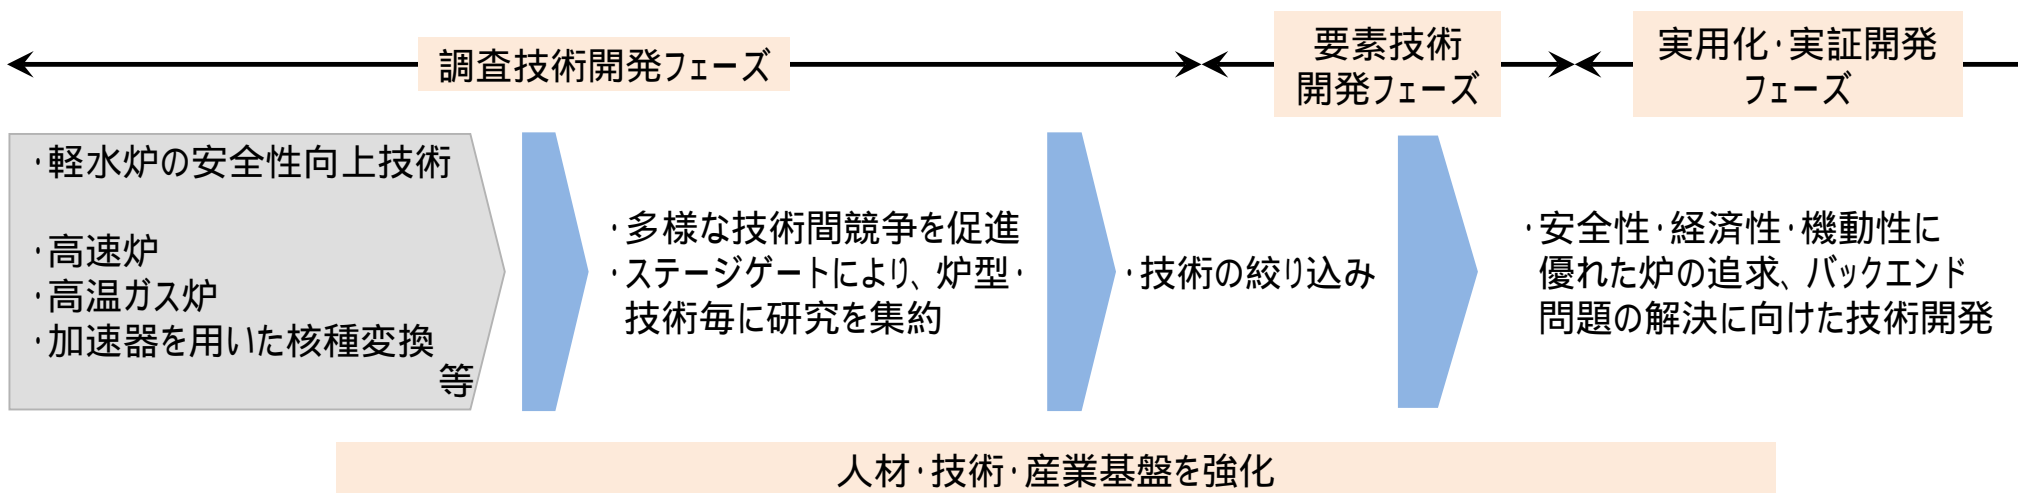 調査技術開発フェーズ
要素技術
開発フェーズ
実用化・実証開発
フェーズ
・軽水炉の安全性向上技術
・高速炉
・高温ガス炉
・加速器を用いた核種変換
等
・多様な技術間競争を促進
・ステージゲートにより、炉型・
技術毎に研究を集約
・技術の絞り込み
・安全性・経済性・機動性に
優れた炉の追求、バックエンド
問題の解決に向けた技術開発
人材・技術・産業基盤を強化